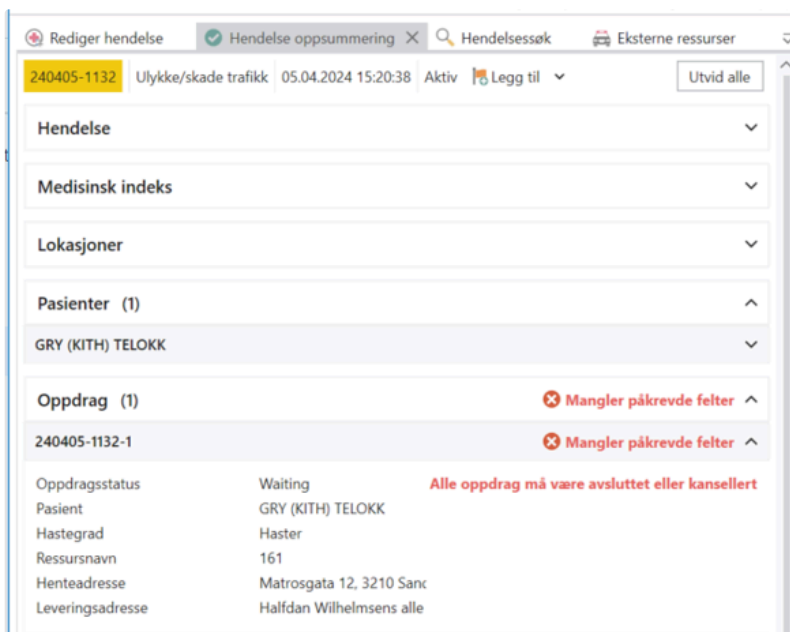 Rediger hendelse Hendelse oppsummering Hendelsessøk Eksterne ressurser
240405-1132 Ulykke/skade trafikk 05.04.2024 15:20:38 Aktiv Legg til Utvid alle
Hendelse
Medisinsk indeks
Lokasjoner
Pasienter (1)
GRY (KITH) TELOKK
Oppdrag (1) Mangler påkrevde felter
240405-1132-1 Mangler påkrevde felter
Oppdragsstatus Waiting Alle oppdrag må være avsluttet eller kansellert
Pasient GRY (KITH) TELOKK
Hastegrad Haster
Ressursnavn 161
Henteadresse Matrosgata 12, 3210
Leveringsadresse Halfdan Wilhelmsens alle